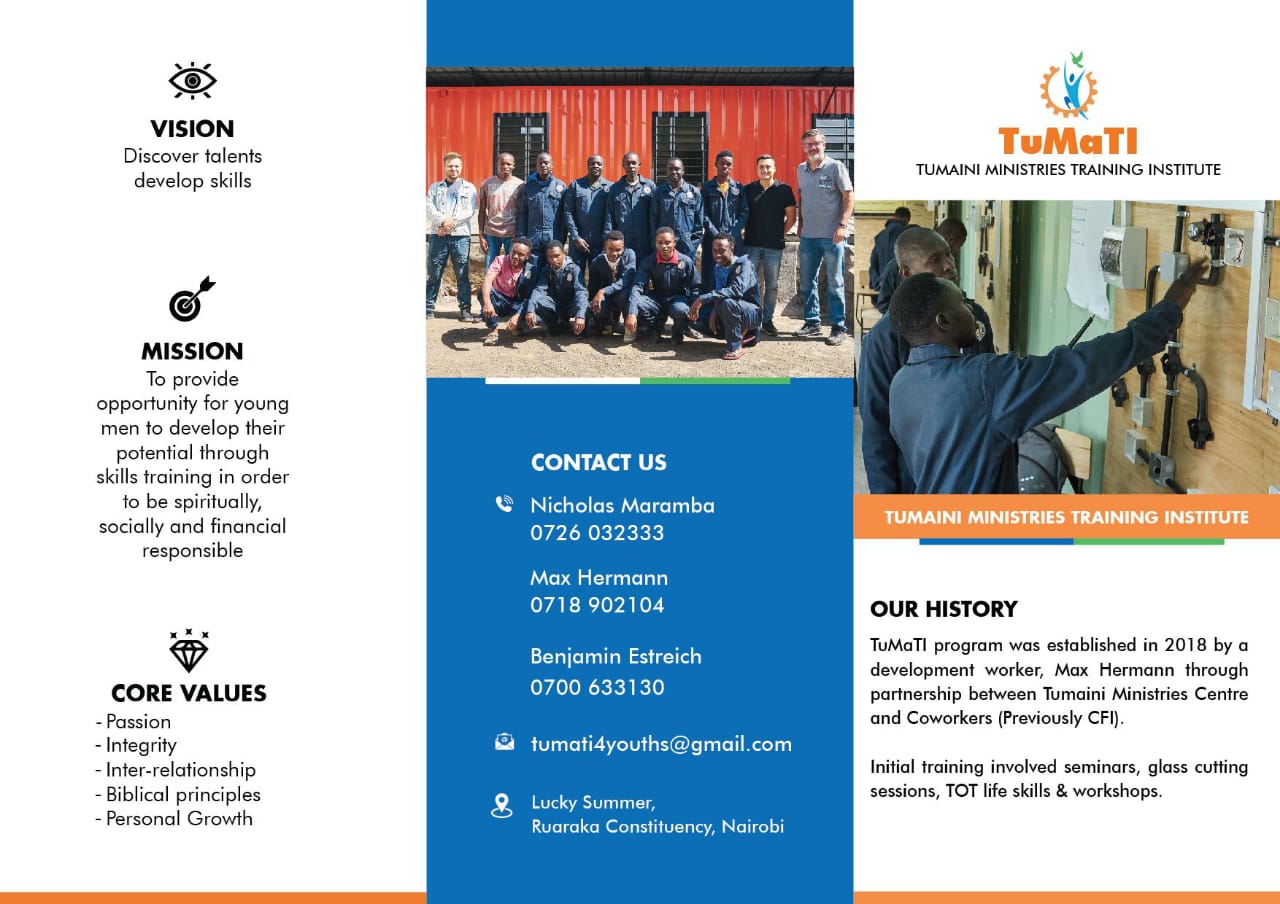 VISION
Discover talents
develop skills
MISSION
To provide
opportunity for young
men to develop their
potential through
skills training in order
to be spiritually,
socially and financial
responsible
CORE VALUES
- Passion
- Integrity
- Inter-relationship
- Biblical principles
- Personal Growth
CONTACT US
Nicholas Maramba
0726 032333
Max Hermann
0718 902104
Benjamin Estreich
0700 633130
tumati4youths@gmail.com
Lucky Summer,
Ruaraka Constituency, Nairobi
TuMaTI
TUMAINI MINISTRIES TRAINING INSTITUTE
TUMAINI MINISTRIES TRAINING INSTITUTE
OUR HISTORY
TuMaTI program was established in 2018 by a
development worker, Max Hermann through
partnership between Tumaini Ministries Centre
and Coworkers (Previously CFI).
Initial training involved seminars, glass cutting
sessions, TOT life skills & workshops.